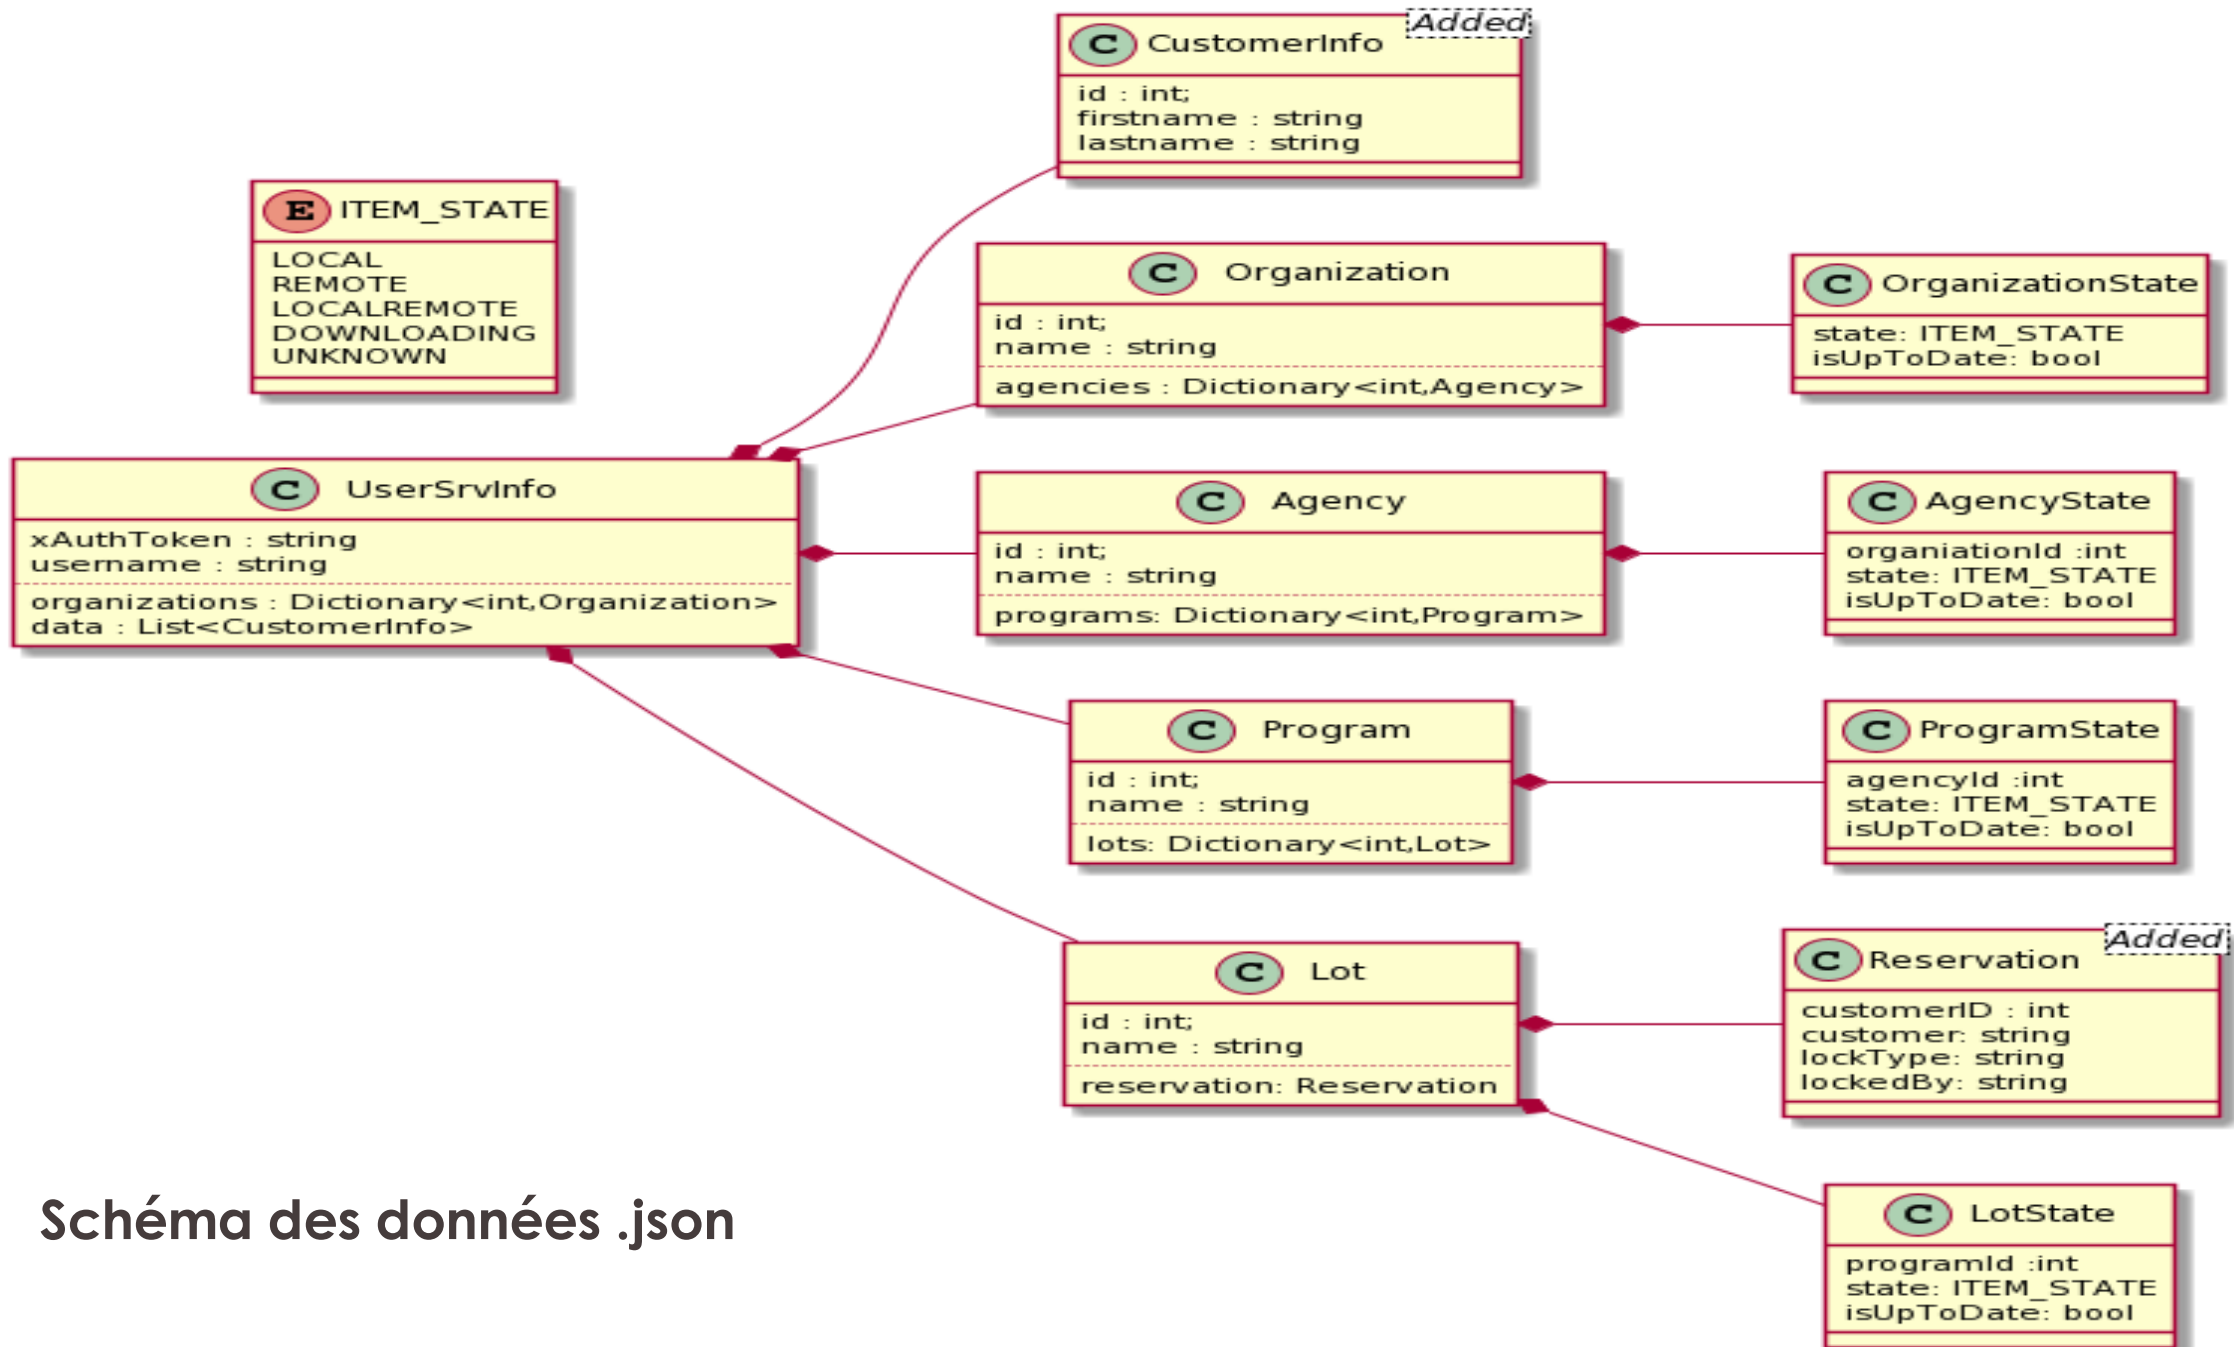 Added
C CustomerInfo
id : int;
firstname : string
lastname : string
E ITEM_STATE
LOCAL
REMOTE
LOCALREMOTE
DOWNLOADING
UNKNOWN
C Organization
id : int;
name : string
agencies : Dictionary<int,Agency>
C OrganizationState
state: ITEM_STATE
isUpToDate: bool
C UserSrvInfo
xAuthToken : string
username : string
organizations : Dictionary<int,Organization>
data : List<CustomerInfo>
C Agency
id : int;
name : string
programs: Dictionary<int,Program>
C AgencyState
organiationId :int
state: ITEM_STATE
isUpToDate: bool
C Program
id : int;
name : string
lots: Dictionary<int,Lot>
C ProgramState
agencyId :int
state: ITEM_STATE
isUpToDate: bool
C Lot
id : int;
name : string
reservation: Reservation
Added
C Reservation
customerID : int
customer: string
lockType: string
lockedBy: string
C LotState
programId :int
state: ITEM_STATE
isUpToDate: bool
Schéma des données .json